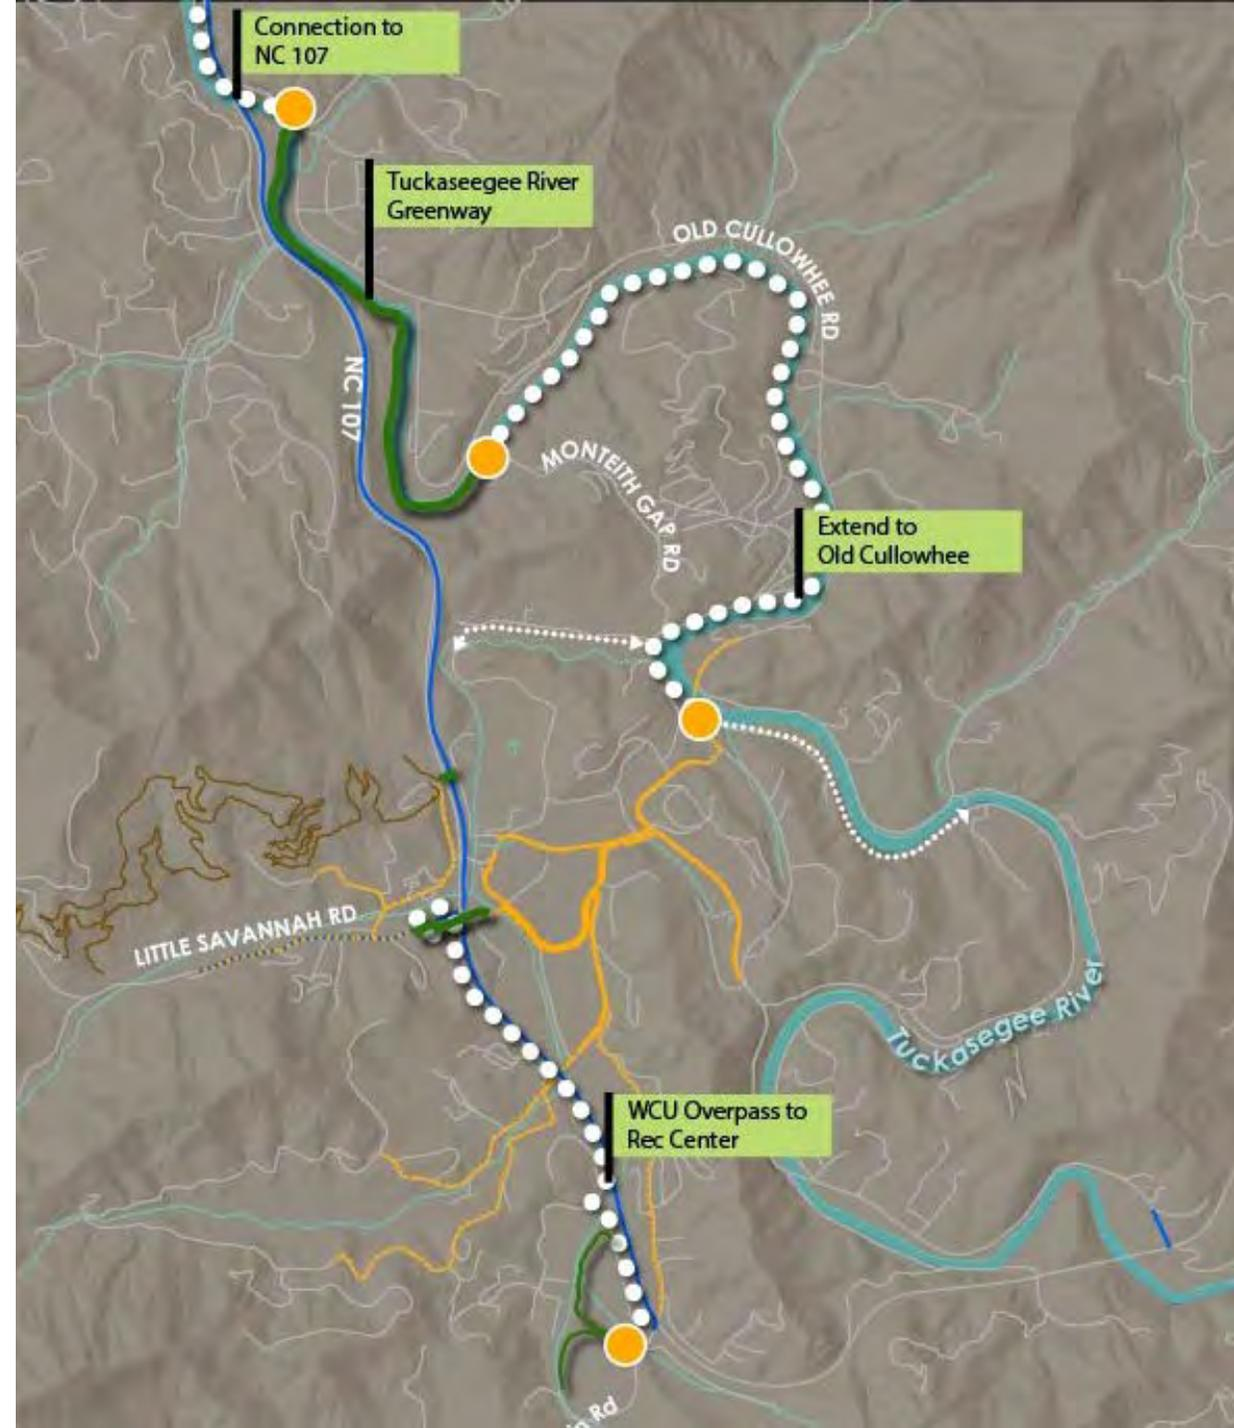 Connection to
NC 107
Tuckaseegee River
Greenway
OLD CULLOWHEE RD
NC 107
MONTEITH GAP RD
Extend to
Old Cullowhee
LITTLE SAVANNAH RD
Tuckasegee River
WCU Overpass to
Rec Center
Rd